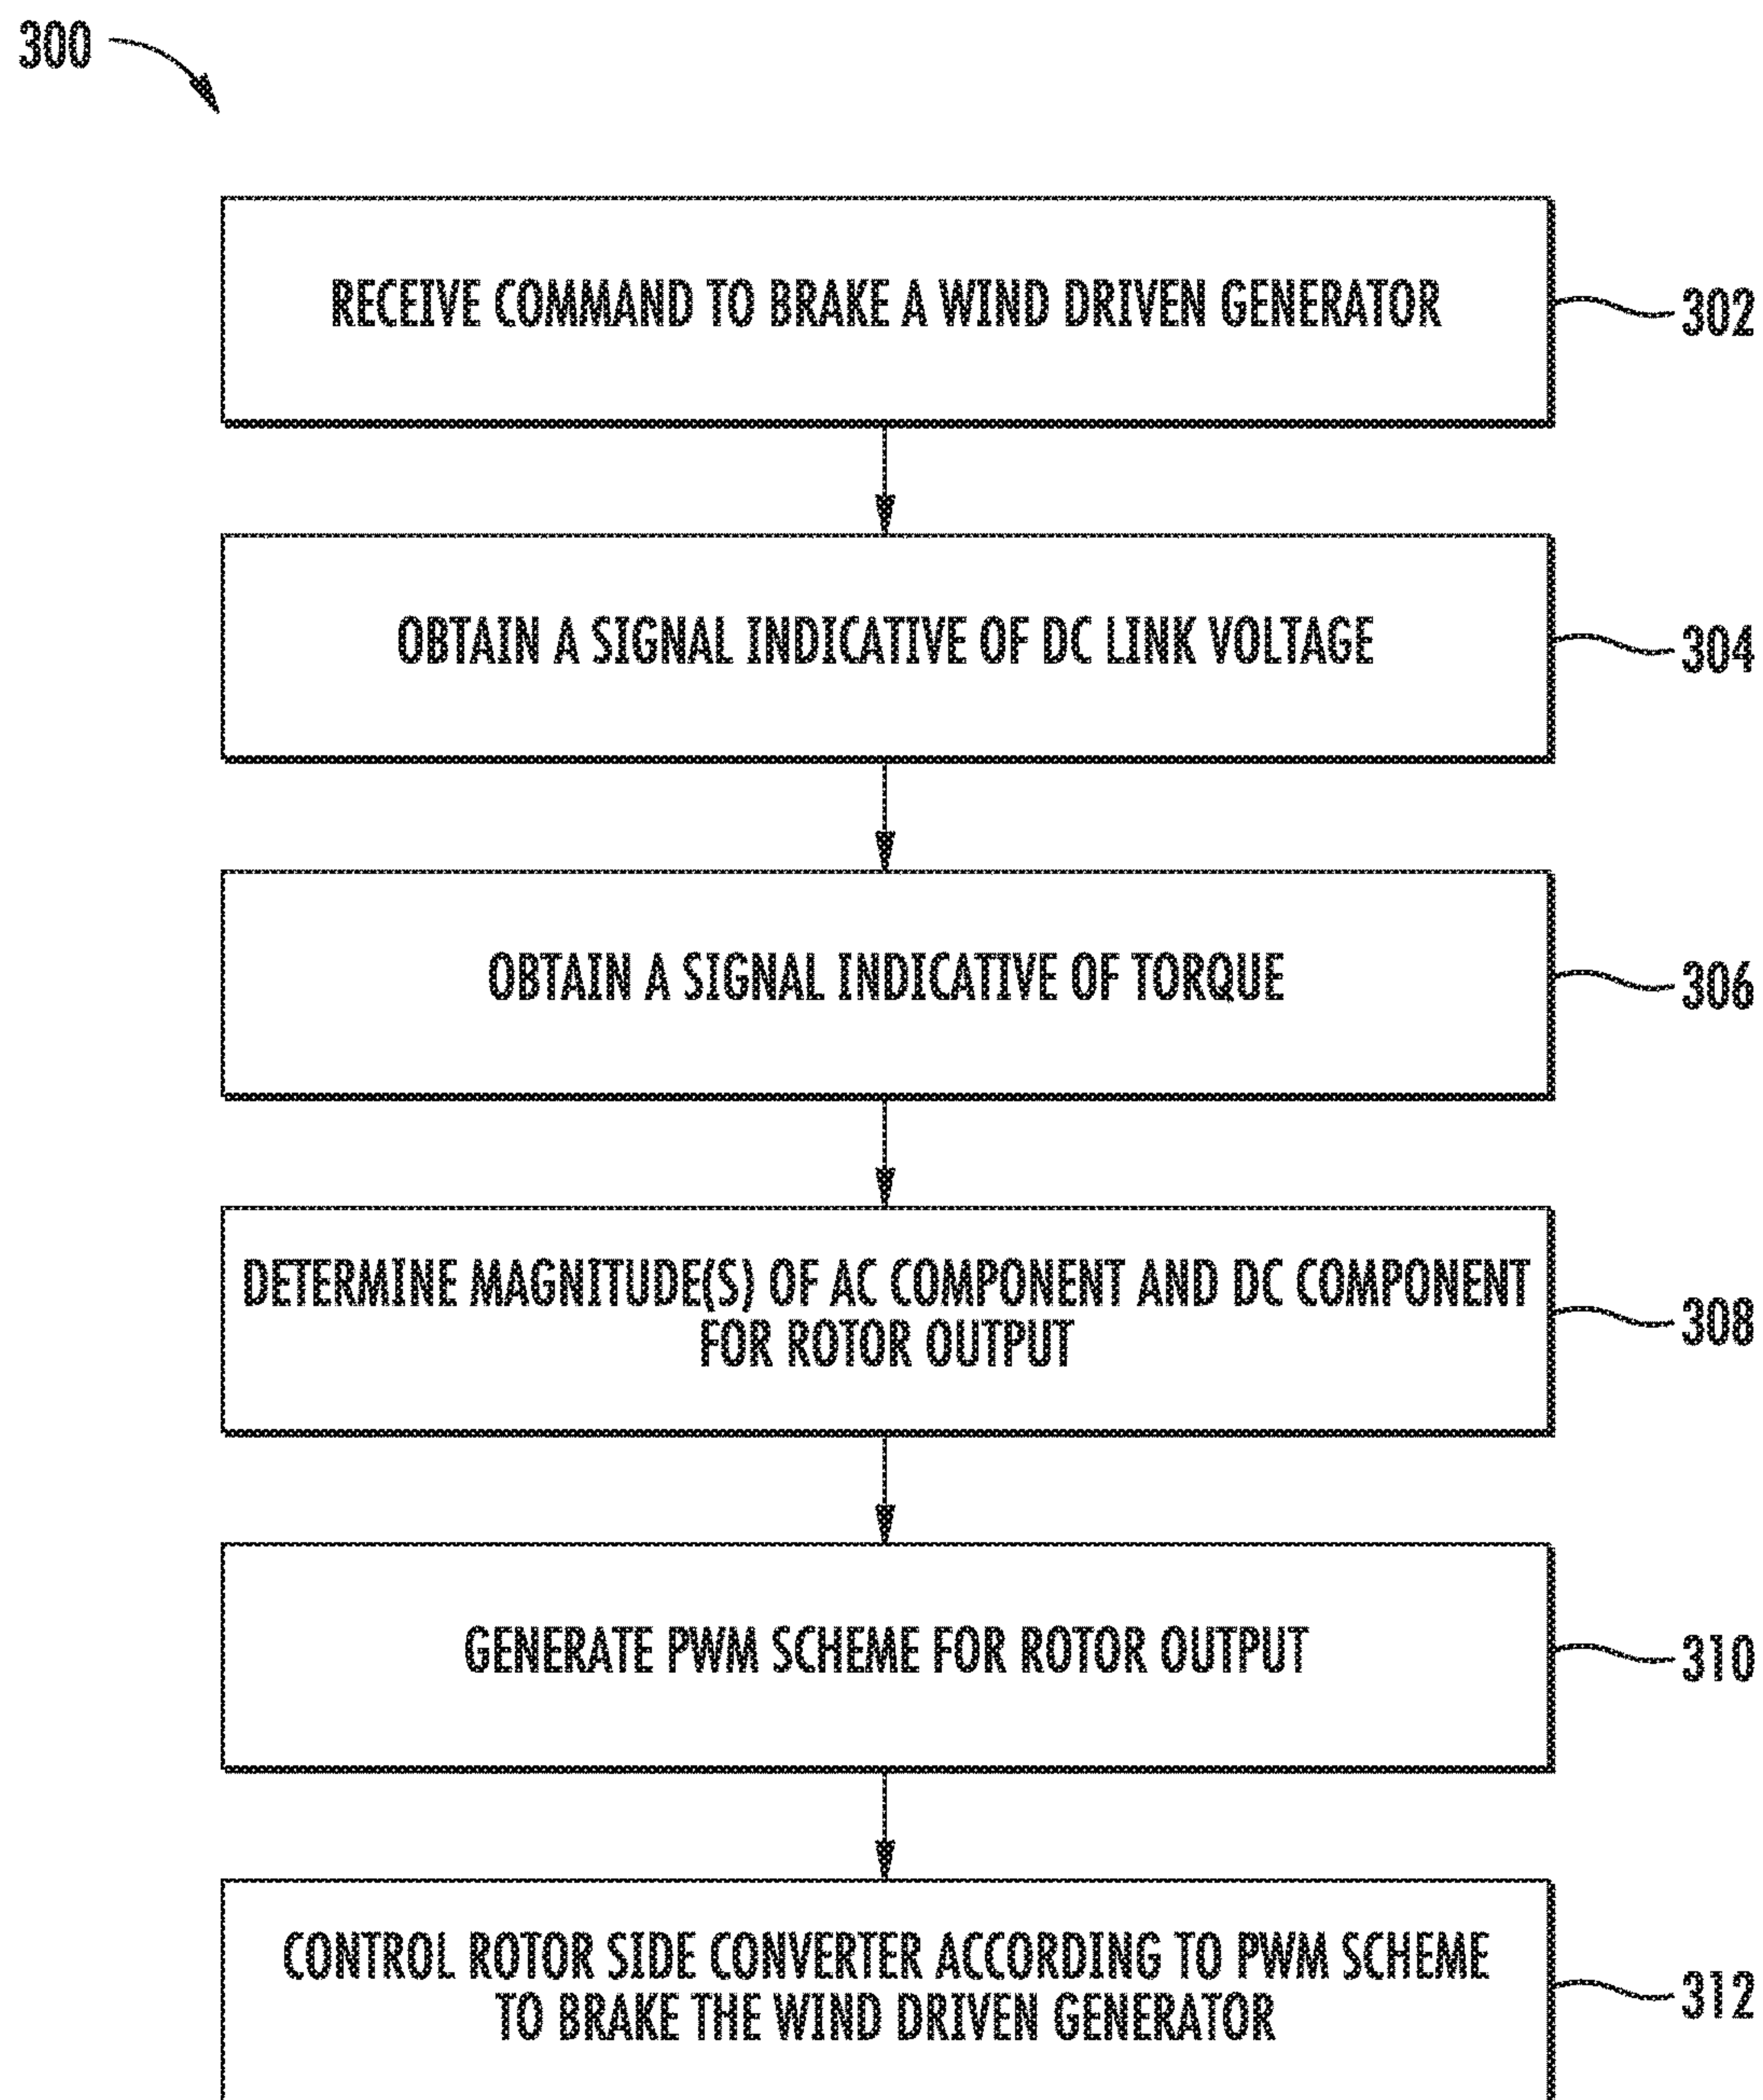 300
RECEIVE COMMAND TO BRAKE A WIND DRIVEN GENERATOR
302
OBTAIN A SIGNAL INDICATIVE OF DC LINK VOLTAGE
304
OBTAIN A SIGNAL INDICATIVE OF TORQUE
306
DETERMINE MAGNITUDE(S) OF AC COMPONENT AND DC COMPONENT
FOR ROTOR OUTPUT
308
GENERATE PWM SCHEME FOR ROTOR OUTPUT
310
CONTROL ROTOR SIDE CONVERTER ACCORDING TO PWM SCHEME
TO BRAKE THE WIND DRIVEN GENERATOR
312